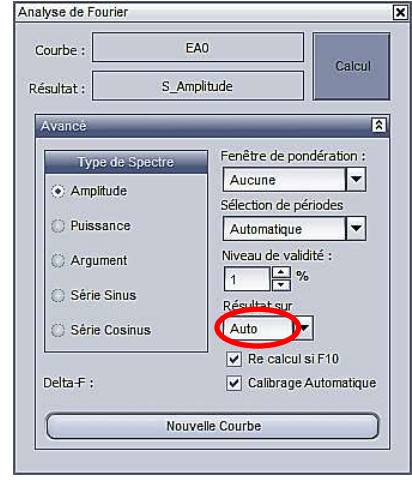 Analyse de Fourier
Courbe :
EA0
Calcul
Résultat :
S_Amplitude
Avancé
Type de Spectre
Amplitude
Puissance
Argument
Série Sinus
Série Cosinus
Fenêtre de pondération :
Aucune
Sélection de périodes
Automatique
Niveau de validité :
1 %
Résultat sur
Auto
Re calcul si F10
Delta-F :
Calibrage Automatique
Nouvelle Courbe